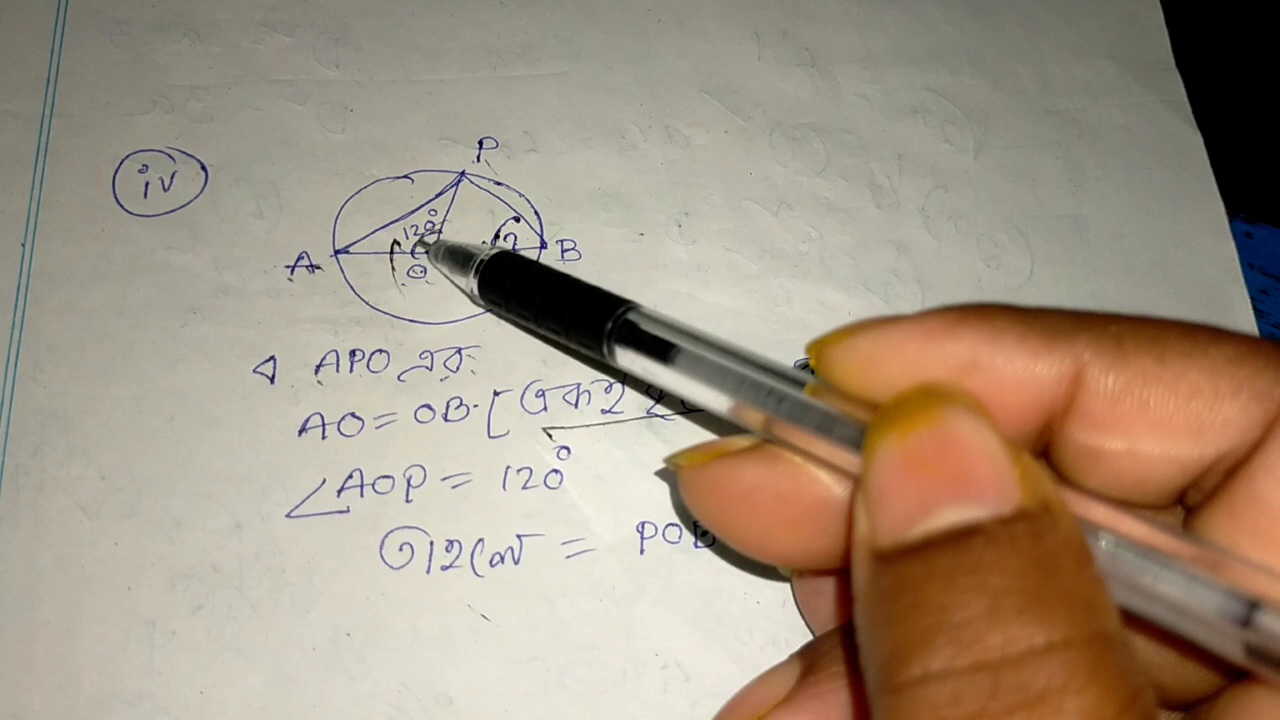 iv
P
120°
?
A
O
B
∠ APO এর
AO = OB. [ একই
∠AOP = 120°
তাহলে = POB